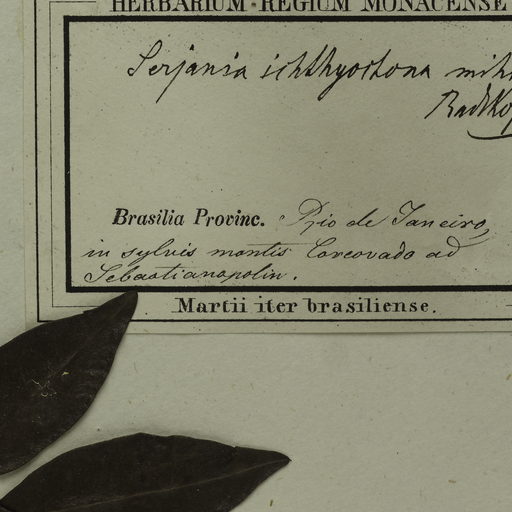 HERBARIUM REGIUM MONACENSE
Serjania ichthyoctona mihi
Radlkof
Brasilia Provinc. Rio de Janeiro,
in sylvis montis Corcovado ad
Sebastianopolin.
Martii iter brasiliense.